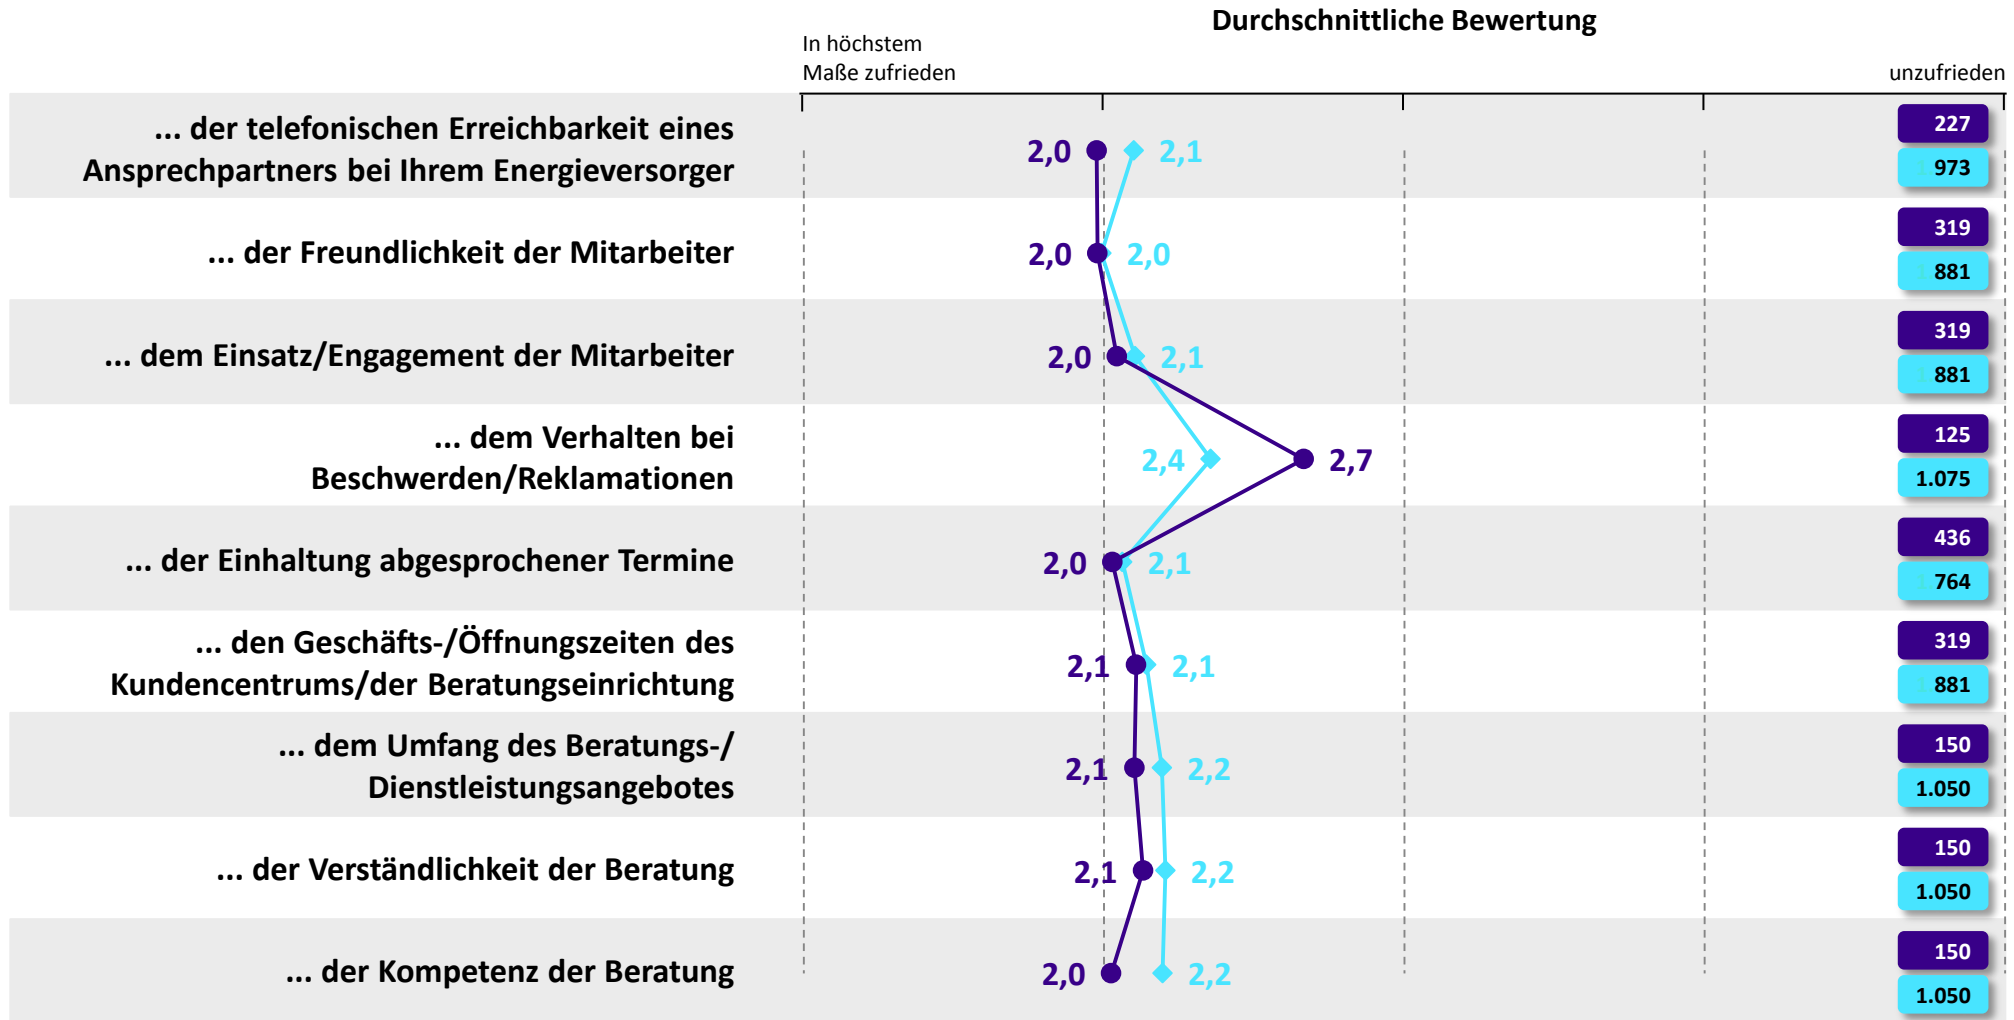 Durchschnittliche Bewertung
In höchstem
Maße zufrieden
unzufrieden
... der telefonischen Erreichbarkeit eines
Ansprechpartners bei Ihrem Energieversorger
2,0
2,1
227
973
... der Freundlichkeit der Mitarbeiter
2,0
2,0
319
881
... dem Einsatz/Engagement der Mitarbeiter
2,0
2,1
319
881
... dem Verhalten bei
Beschwerden/Reklamationen
2,4
2,7
125
1.075
... der Einhaltung abgesprochener Termine
2,0
2,1
436
764
... den Geschäfts-/Öffnungszeiten des
Kundencentrums/der Beratungseinrichtung
2,1
2,1
319
881
... dem Umfang des Beratungs-/
Dienstleistungsangebotes
2,1
2,2
150
1.050
... der Verständlichkeit der Beratung
2,1
2,2
150
1.050
... der Kompetenz der Beratung
2,0
2,2
150
1.050